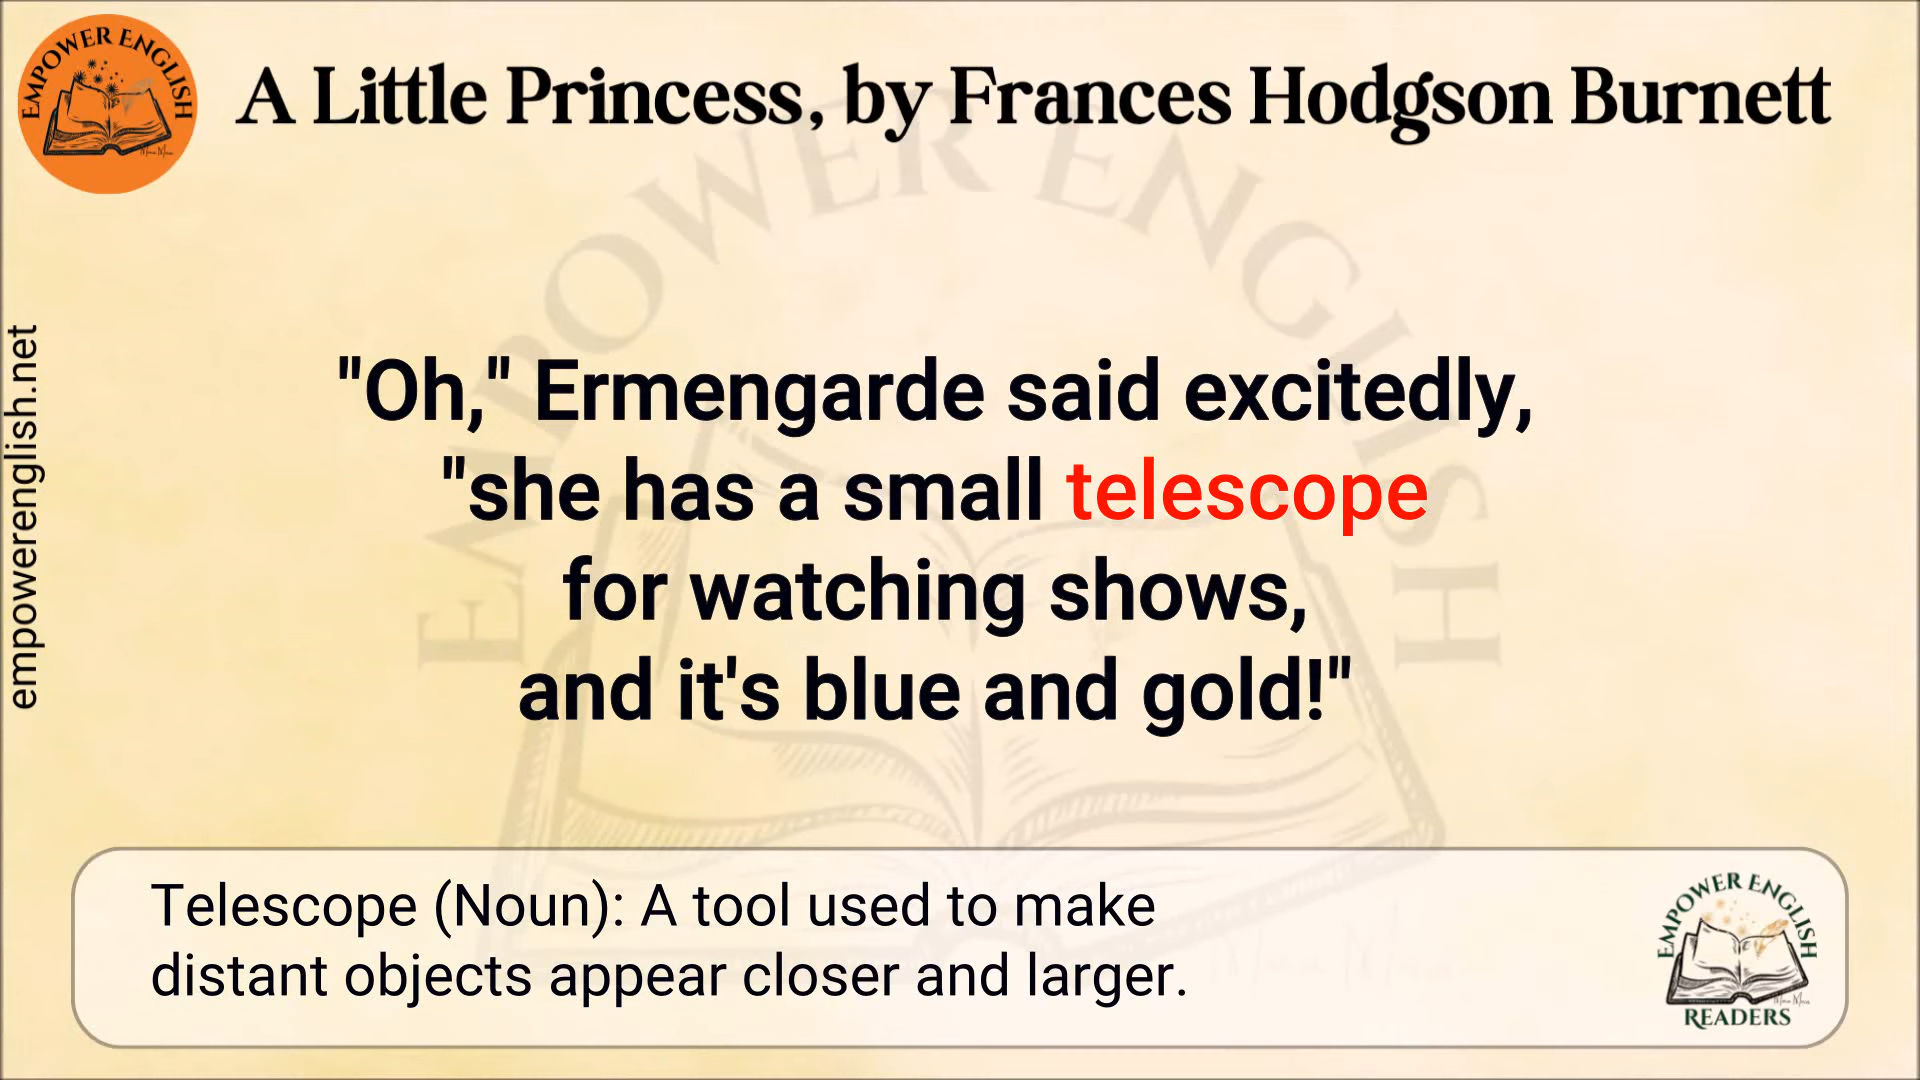 EMPOWER ENGLISH
A Little Princess, by Frances Hodgson Burnett
empowerenglish.net
EMPOWER ENGLISH
"Oh," Ermengarde said excitedly,
"she has a small telescope
for watching shows,
and it's blue and gold!"
Telescope (Noun): A tool used to make
distant objects appear closer and larger.
EMPOWER ENGLISH
READERS